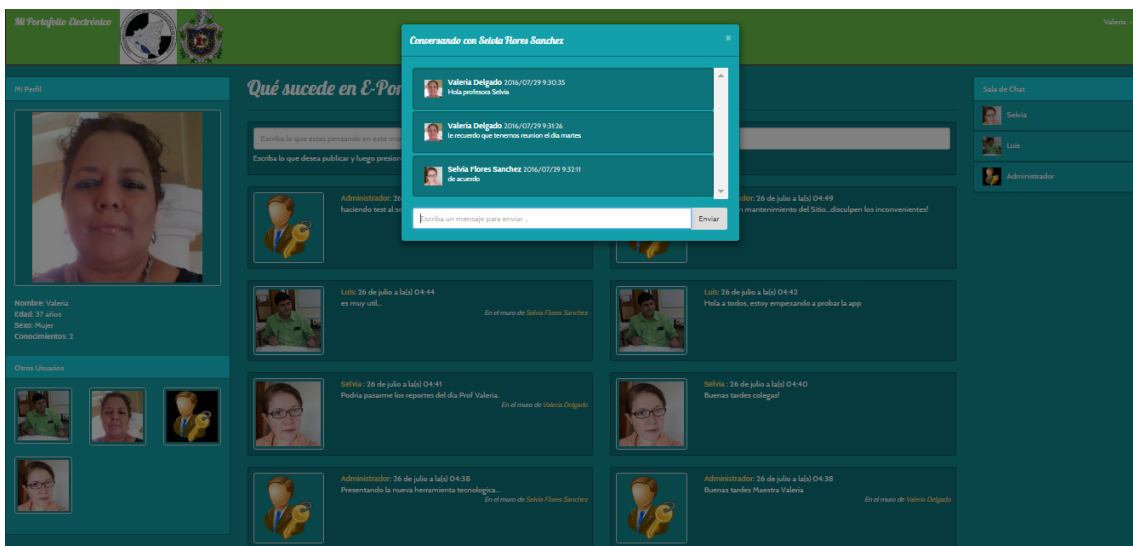 Mi Portafolio Electrónico
Valeria
Conversando con Selvia Flores Sanchez
×
Valeria Delgado 2016/07/29 9:30:35
Hola profesora Selvia
Valeria Delgado 2016/07/29 9:31:26
le recuerdo que tenemos reunion el dia martes
Selvia Flores Sanchez 2016/07/29 9:32:11
de acuerdo
Escriba un mensaje para enviar ..
Enviar
Mi Perfil
Nombre: Valeria
Edad: 37 años
Sexo: Mujer
Conocimientos: 2
Otros Usuarios
Qué sucede en E-Por
Escriba lo que estas pensando en este
Escriba lo que desea publicar y luego presion
Administrador: 26
haciendo test al
dor: 26 de julio a la(s) 04:49
mantenimiento del Sitio...disculpen los inconvenientes!
Luis: 26 de julio a la(s) 04:44
es muy util...
En el muro de Selvia Flores Sanchez
Luis: 26 de julio a la(s) 04:42
Hola a todos, estoy empezando a probar la app
Selvia : 26 de julio a la(s) 04:41
Podria pasarme los reportes del dia Prof Valeria.
En el muro de Valeria Delgado
Selvia : 26 de julio a la(s) 04:40
Buenas tardes colegas!
Administrador: 26 de julio a la(s) 04:38
Presentando la nueva herramienta tecnologica...
En el muro de Selvia Flores Sanchez
Administrador: 26 de julio a la(s) 04:38
Buenas tardes Maestra Valeria
En el muro de Valeria Delgado
Sala de Chat
Selvia
Luis
Administrador